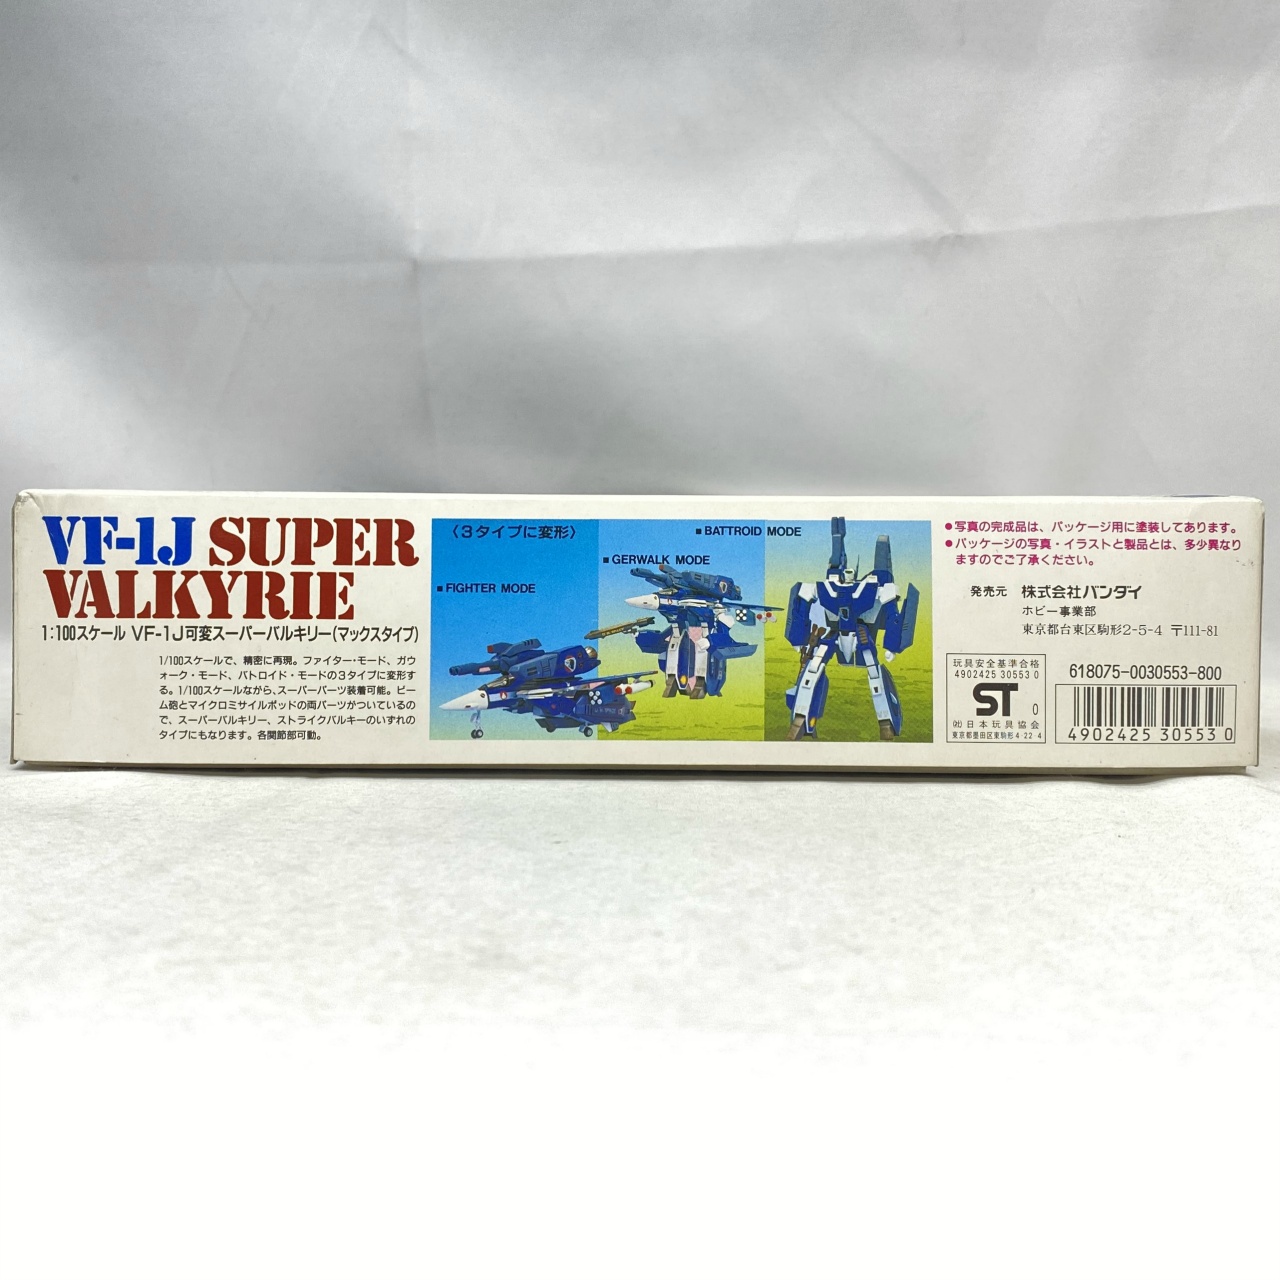 VF-1J SUPER
VALKYRIE
1:100スケール VF-1J可変スーパーバルキリー(マックスタイプ)
1/100スケールで、精密に再現。ファイター・モード、ガウ
ォーク・モード、バトロイド・モードの3タイプに変形す
る。1/100スケールながら、スーパーパーツ装着可能。ビー
ム砲とマイクロミサイルポッドの両パーツがついているの
で、スーパーバルキリー、ストライクバルキーのいずれの
タイプにもなります。各関節部可動。
〈3タイプに変形〉
■FIGHTER MODE
■GERWALK MODE
■BATTROID MODE
●写真の完成品は、パッケージ用に塗装してあります。
●パッケージの写真・イラストと製品とは、多少異なり
ますのでご了承ください。
発売元 株式会社バンダイ
ホビー事業部
東京都台東区駒形2-5-4 〒111-81
玩具安全基準合格
4902425 30553 0
ST 0
㈳日本玩具協会
東京都墨田区東駒形4-22-4
618075-0030553-800
4902425 305530